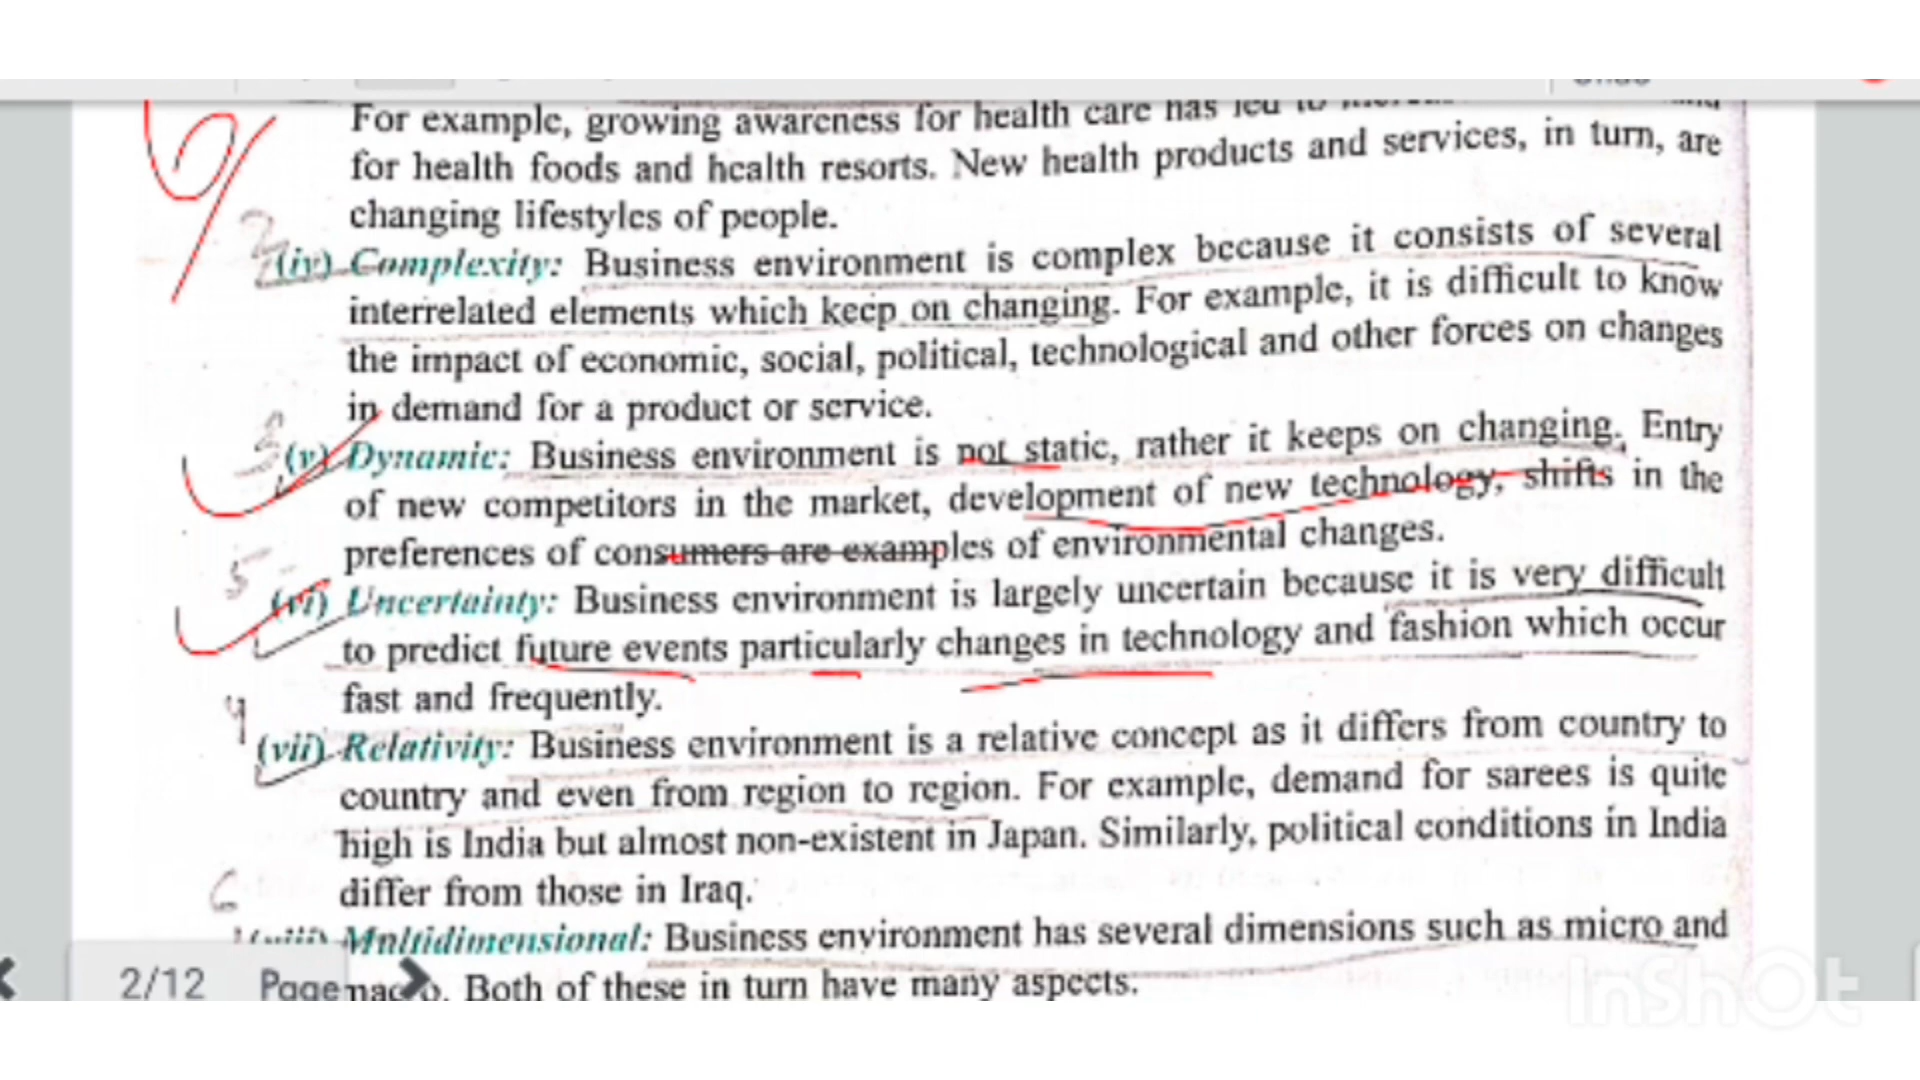 Undo
For example, growing awareness for health care has led to
for health foods and health resorts. New health products and services, in turn, are
changing lifestyles of people.
2
(iv) Complexity: Business environment is complex because it consists of several
interrelated elements which keep on changing. For example, it is difficult to know
the impact of economic, social, political, technological and other forces on changes
in demand for a product or service.
3
(v) Dynamic: Business environment is not static, rather it keeps on changing. Entry
of new competitors in the market, development of new technology, shifts in the
preferences of consumers are examples of environmental changes.
5
(vi) Uncertainty: Business environment is largely uncertain because it is very difficult
to predict future events particularly changes in technology and fashion which occur
fast and frequently.
4
(vii) Relativity: Business environment is a relative concept as it differs from country to
country and even from region to region. For example, demand for sarees is quite
high is India but almost non-existent in Japan. Similarly, political conditions in India
differ from those in Iraq.
6
(viii) Multidimensional: Business environment has several dimensions such as micro and
macro. Both of these in turn have many aspects.
2/12 Page
InShOt